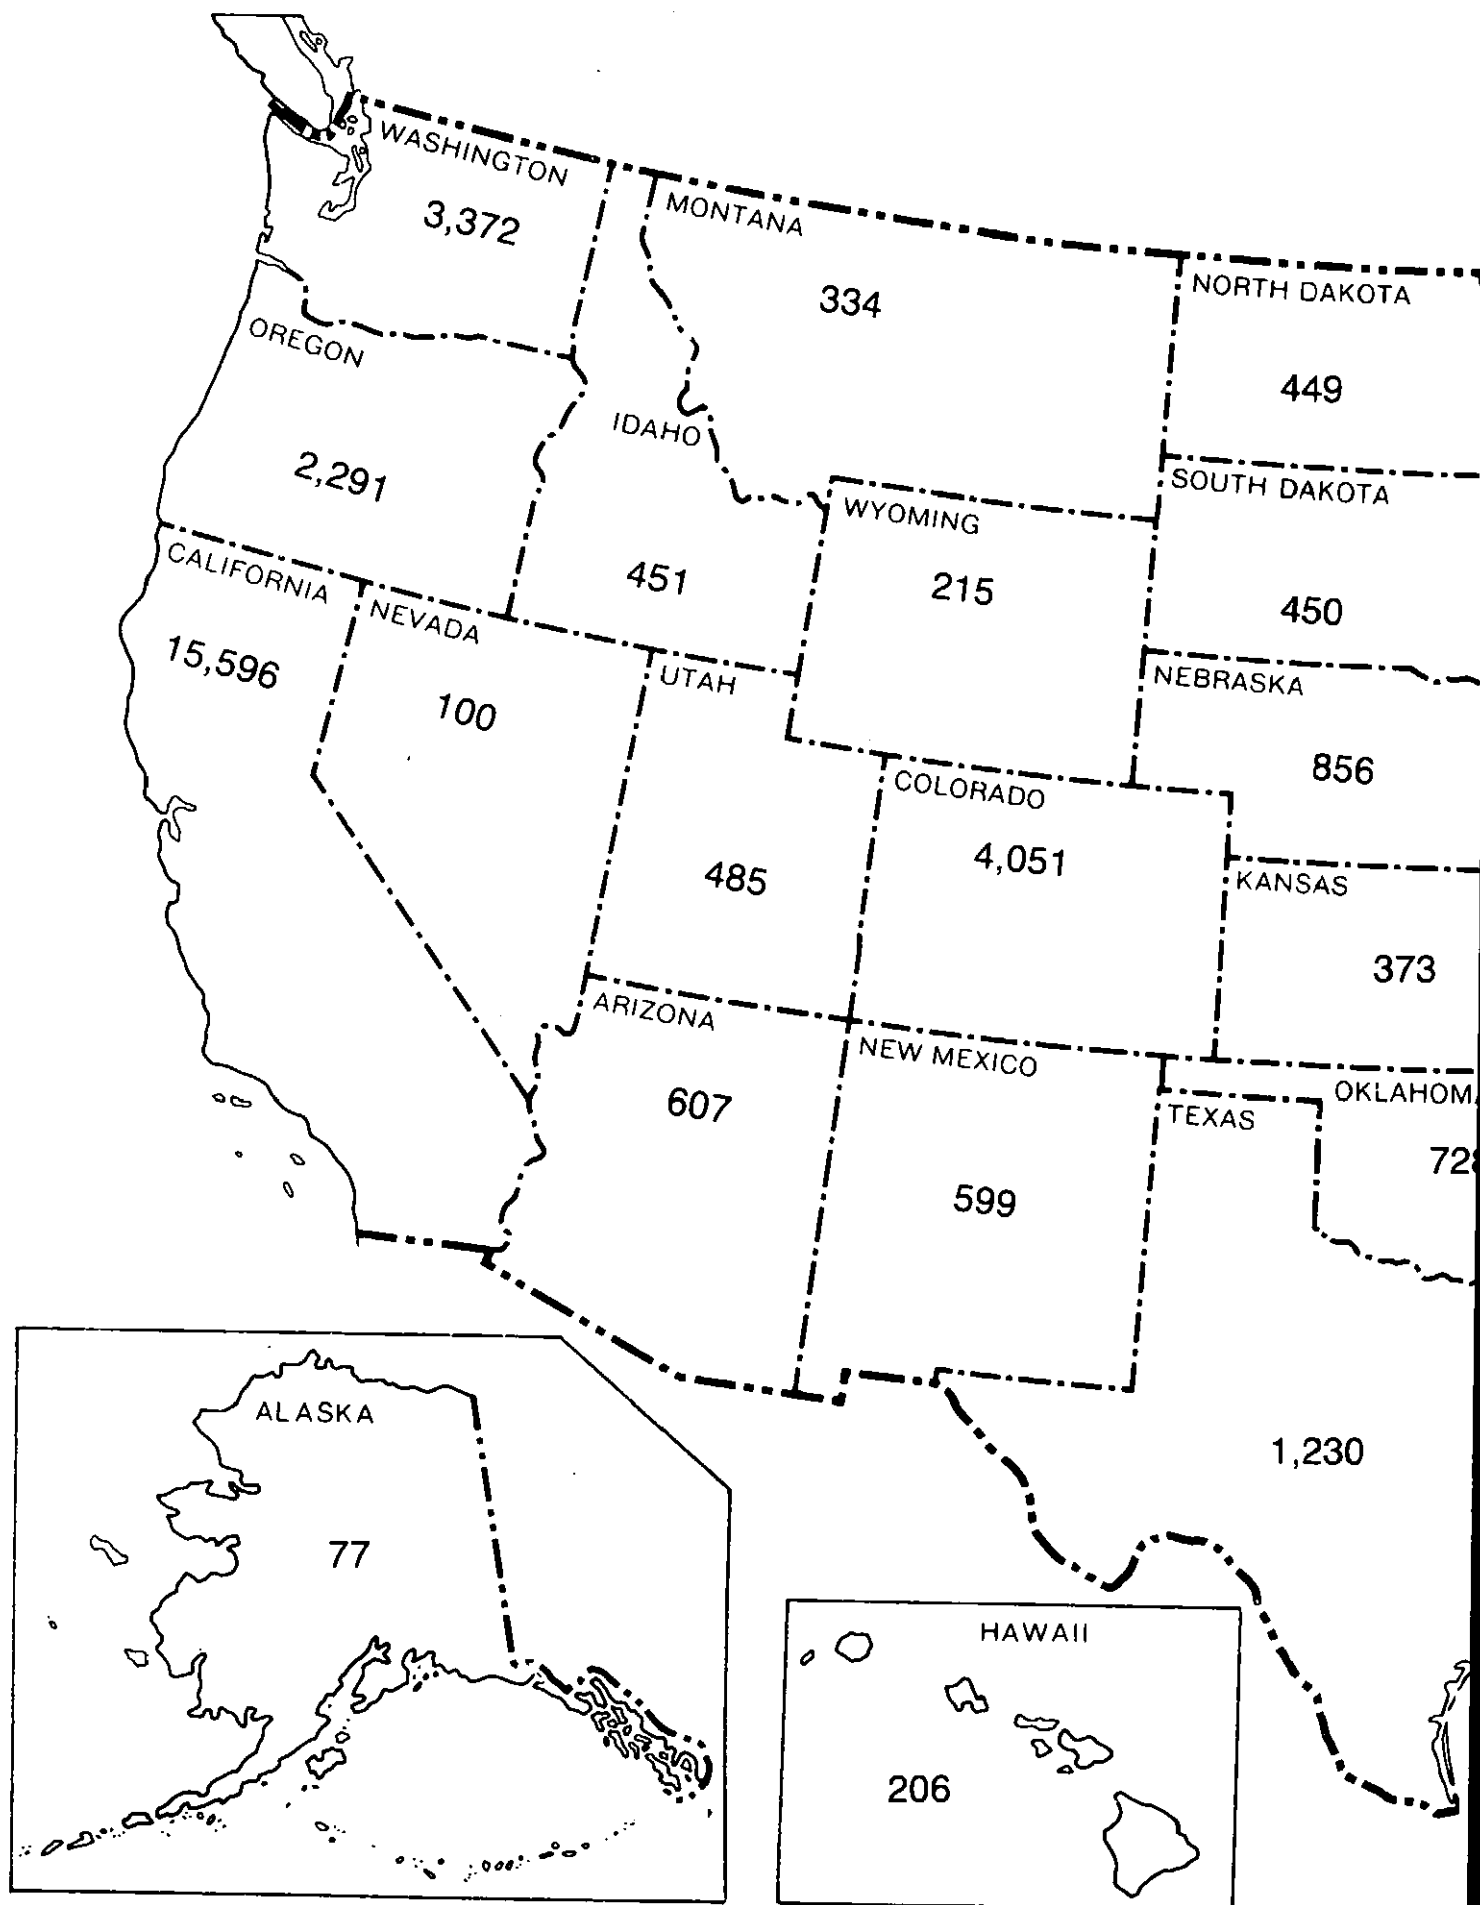 WASHINGTON
3,372
MONTANA
334
NORTH DAKOTA
449
OREGON
2,291
IDAHO
451
WYOMING
215
SOUTH DAKOTA
450
CALIFORNIA
15,596
NEVADA
100
UTAH
485
COLORADO
4,051
NEBRASKA
856
KANSAS
373
ARIZONA
607
NEW MEXICO
599
TEXAS
1,230
OKLAHOMA
728
ALASKA
77
HAWAII
206